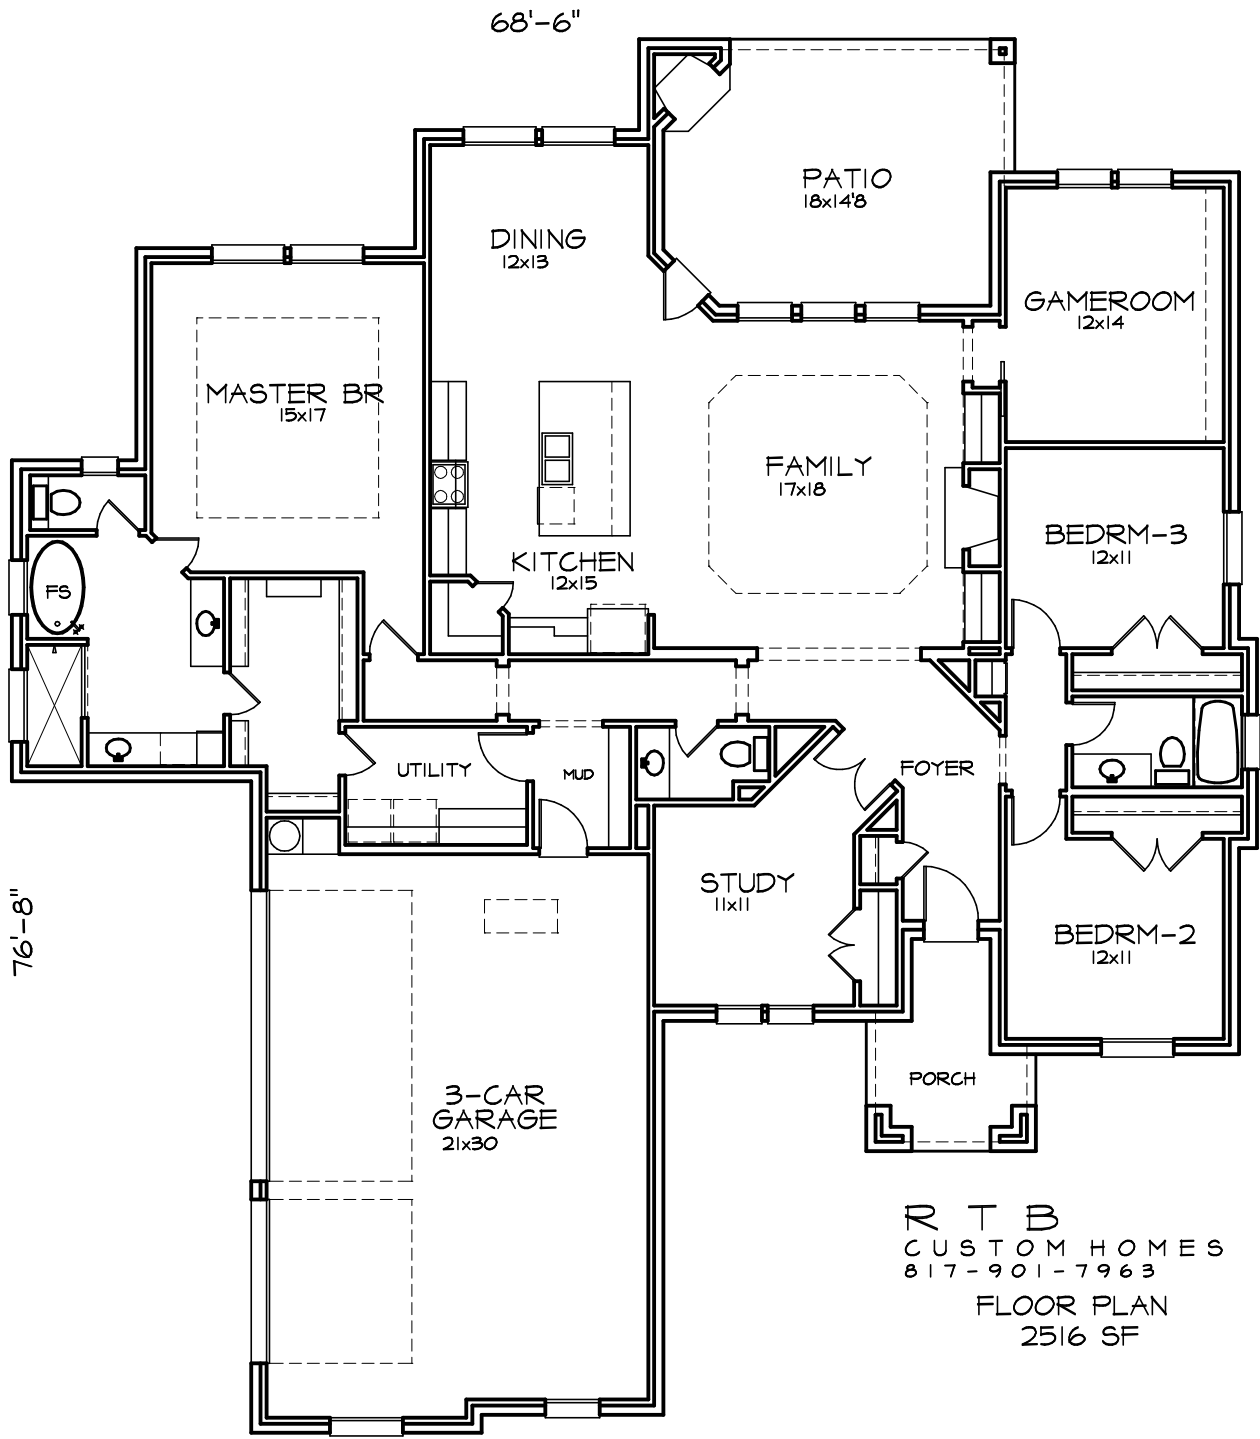 68'-6"
PATIO
18x14'8
DINING
12x13
GAMEROOM
12x14
MASTER BR
15x17
FAMILY
17x18
BEDRM-3
12x11
KITCHEN
12x15
FS
UTILITY
MUD
FOYER
STUDY
11x11
76'-8"
BEDRM-2
12x11
PORCH
3-CAR
GARAGE
21x30
RTB
CUSTOM HOMES
817-901-7963
FLOOR PLAN
2516 SF